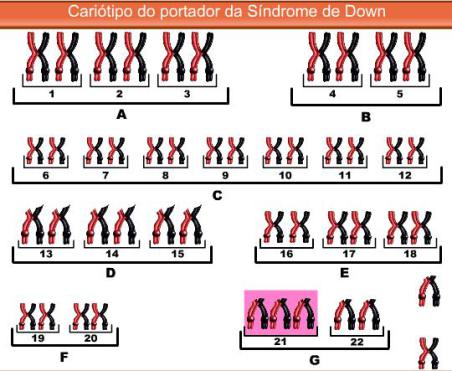 Cariótipo do portador da Síndrome de Down
1 2 3 4 5
A B
6 7 8 9 10 11 12
C
13 14 15 16 17 18
D E
19 20 21 22
F G